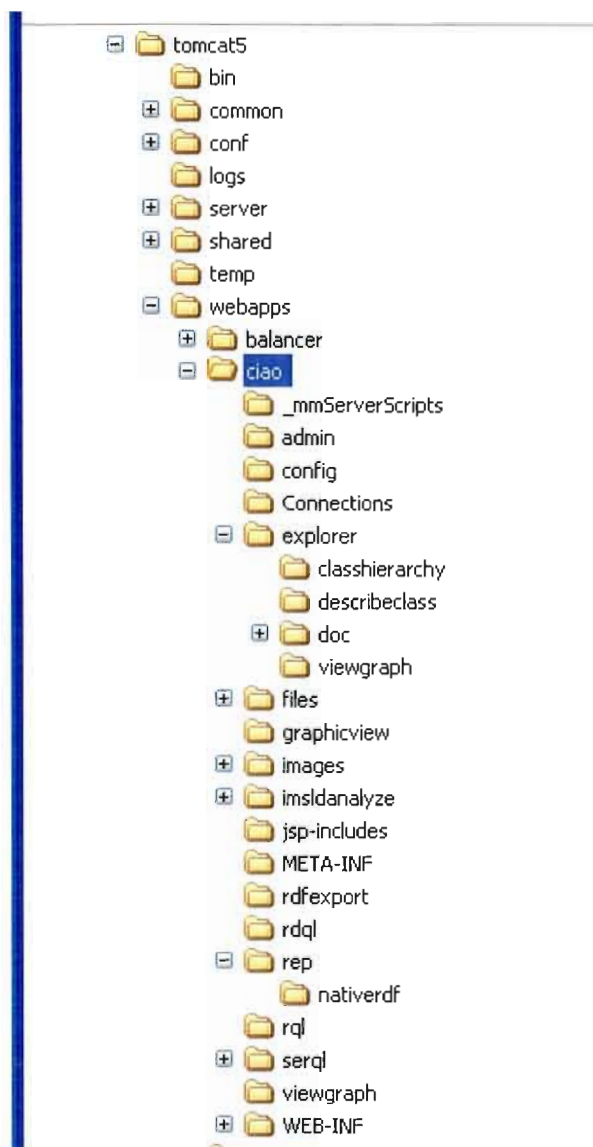 tomcat5
bin
common
conf
logs
server
shared
temp
webapps
balancer
ciao
_mmServerScripts
admin
config
Connections
explorer
classhierarchy
describeclass
doc
viewgraph
files
graphicview
images
imsldanalyze
jsp-includes
META-INF
rdfexport
rdql
rep
nativerdf
rql
serql
viewgraph
WEB-INF